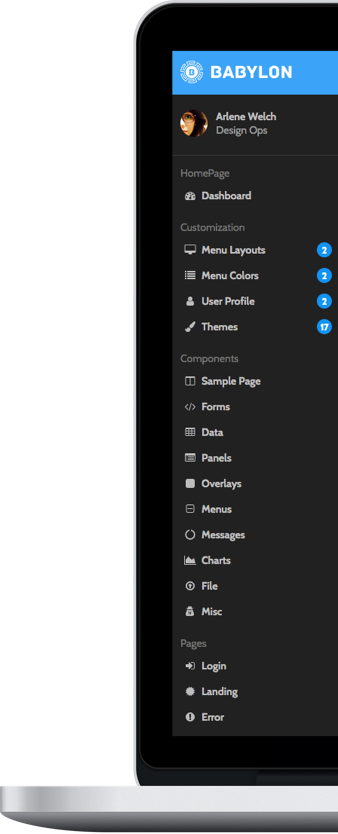 BABYLON
Arlene Welch
Design Ops
HomePage
Dashboard
Customization
Menu Layouts 2
Menu Colors 2
User Profile 2
Themes 17
Components
Sample Page
Forms
Data
Panels
Overlays
Menus
Messages
Charts
File
Misc
Pages
Login
Landing
Error